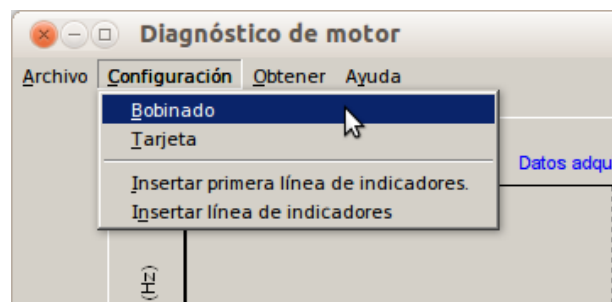 Diagnóstico de motor
Archivo Configuración Obtener Ayuda
Bobinado
Tarjeta
Datos adqu
Insertar primera línea de indicadores.
Insertar línea de indicadores
(Hz)